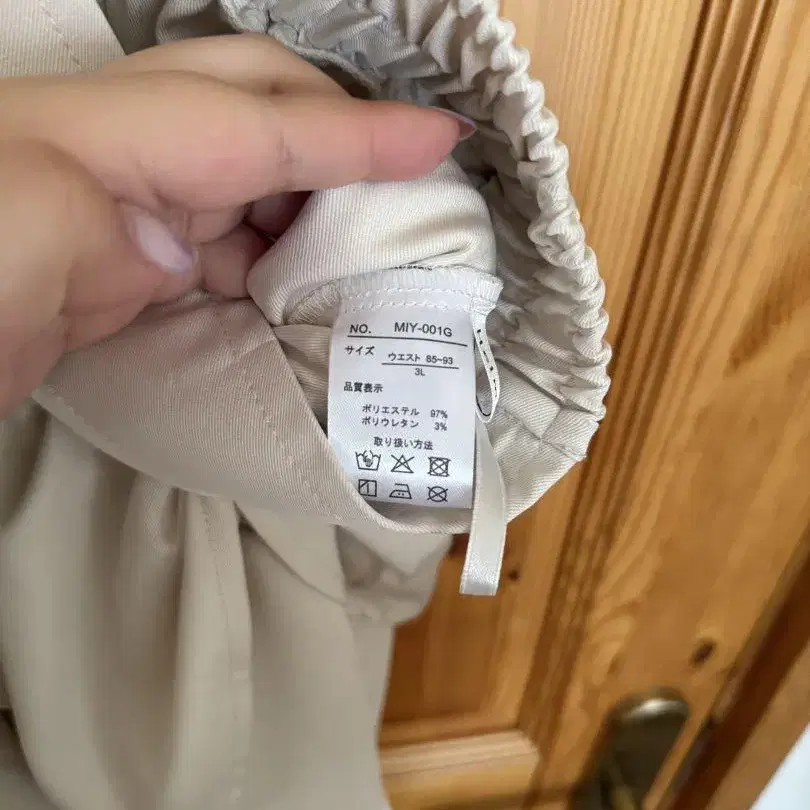 NO. MIY-001G
サイズ ウエスト 85~93
3L
品質表示
ポリエステル 97%
ポリウレタン 3%
取り扱い方法